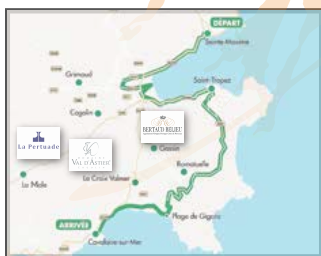 DÉPART
Sainte-Maxime
Grimaud
Saint-Tropez
Cogolin
BERTAUD BELIEU
La Pertuade
VAL D'ASTIER
Gassin
Ramatuelle
La Môle
La Croix Valmer
Plage de Gigaro
ARRIVÉE
Cavalaire-sur-Mer